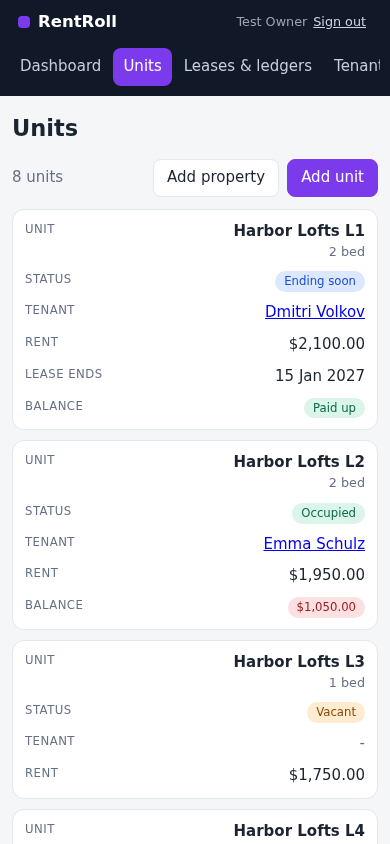 RentRoll
Test Owner Sign out
Dashboard Units Leases & ledgers Tenant
Units
8 units Add property Add unit
UNIT Harbor Lofts L1
2 bed
STATUS Ending soon
TENANT Dmitri Volkov
RENT $2,100.00
LEASE ENDS 15 Jan 2027
BALANCE Paid up
UNIT Harbor Lofts L2
2 bed
STATUS Occupied
TENANT Emma Schulz
RENT $1,950.00
BALANCE $1,050.00
UNIT Harbor Lofts L3
1 bed
STATUS Vacant
TENANT -
RENT $1,750.00
UNIT Harbor Lofts L4